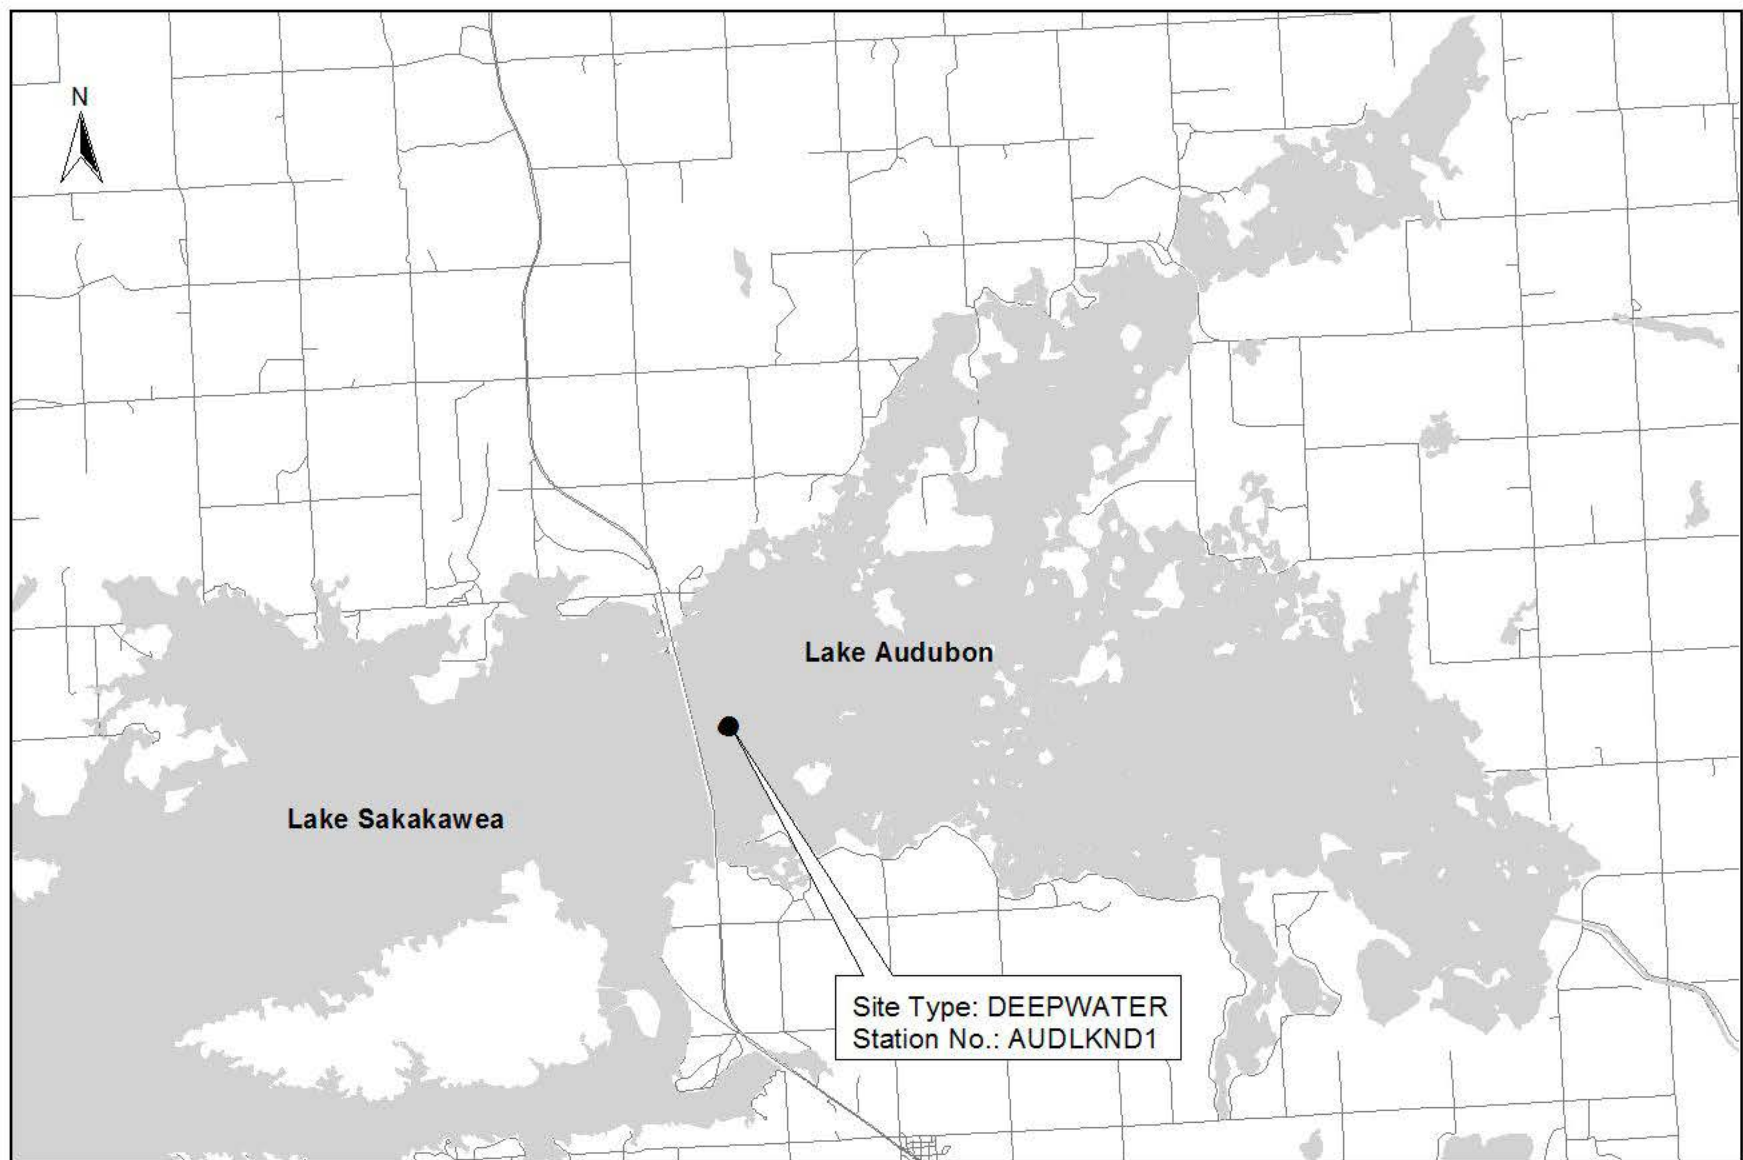 N
Lake Audubon
Lake Sakakawea
Site Type: DEEPWATER
Station No.: AUDLKND1